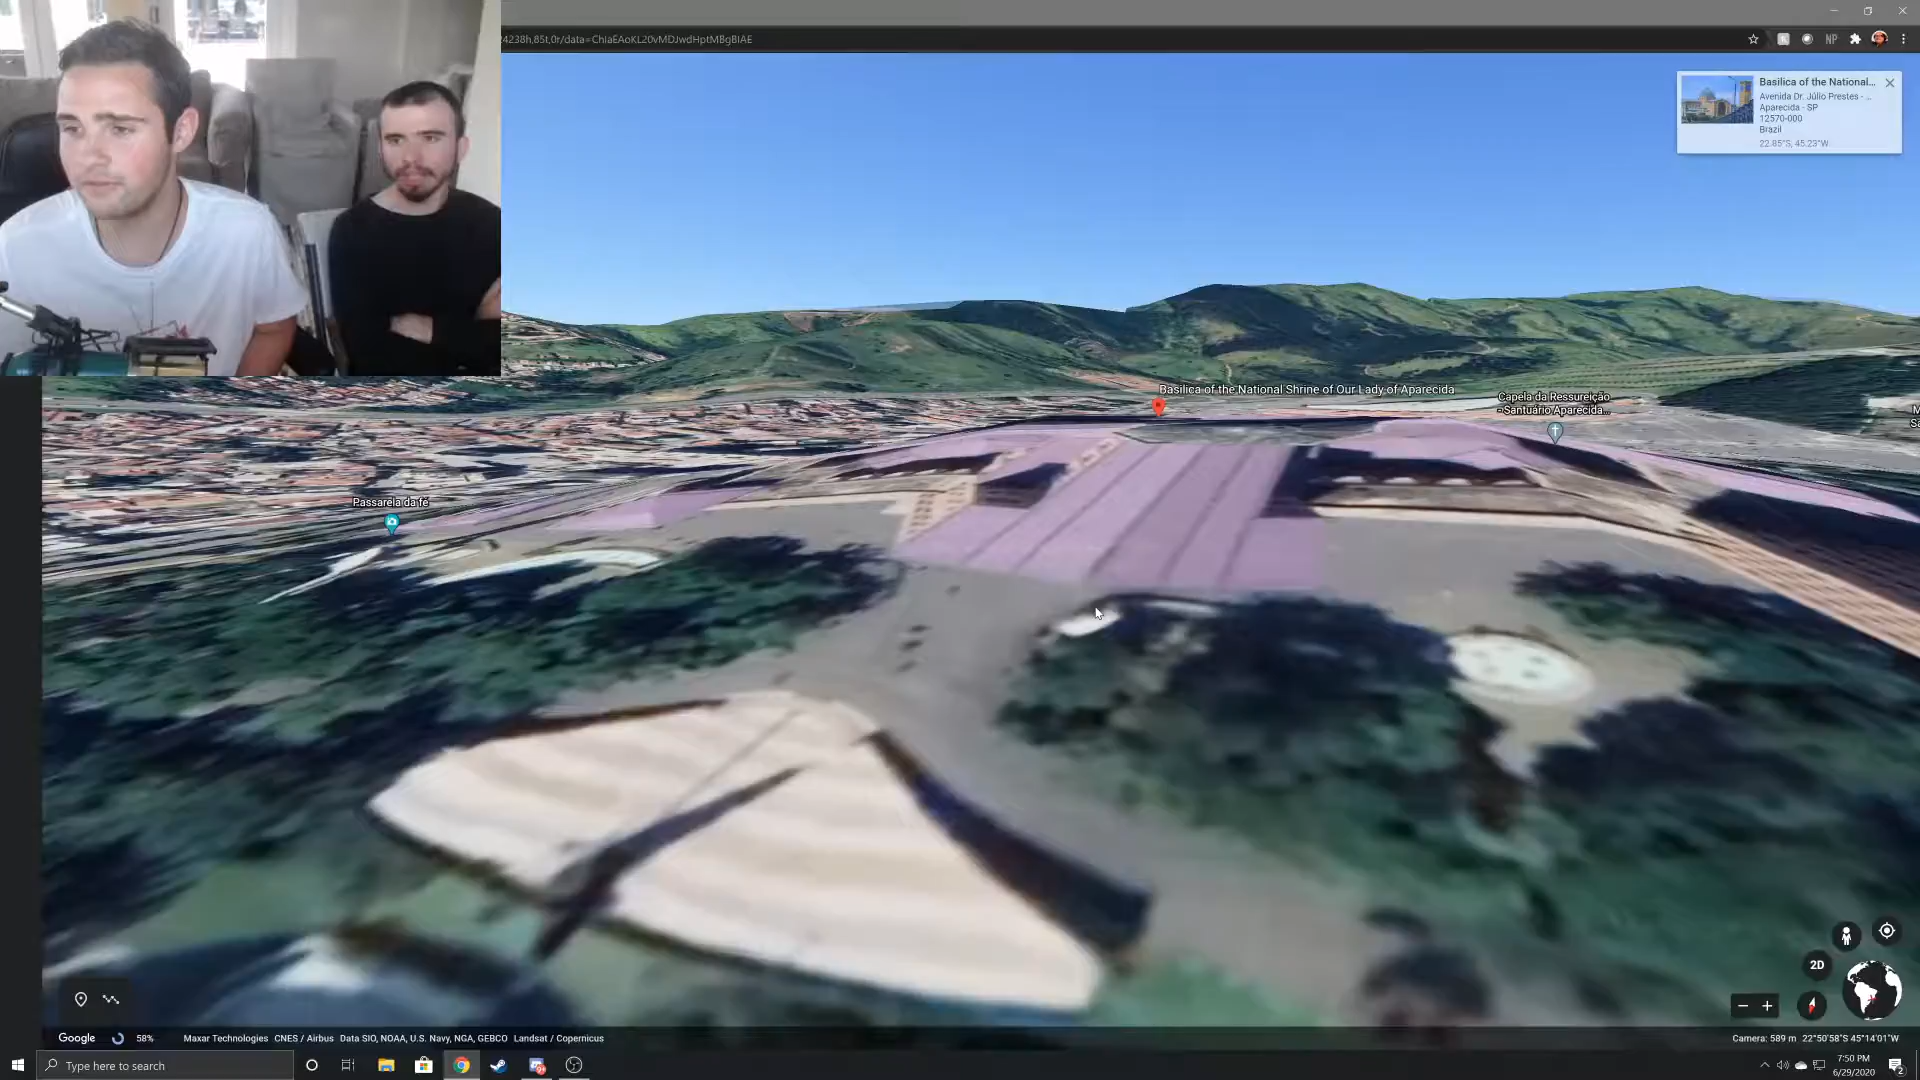 4238h,85t,0r/data=ChIaEAoKL20vMDJwdHptMBgBIAE
NP
Basilica of the National...
Avenida Dr. Júlio Prestes - ...
Aparecida - SP
12570-000
Brazil
22.85°S, 45.23°W
Basilica of the National Shrine of Our Lady of Aparecida
Capela da Ressureição
- Santuário Aparecida...
Passarela da fé
2D
Google
58%
Maxar Technologies CNES / Airbus Data SIO, NOAA, U.S. Navy, NGA, GEBCO Landsat / Copernicus
Camera: 589 m 22°50'58"S 45°14'01"W
Type here to search
7:50 PM
6/29/2020
2